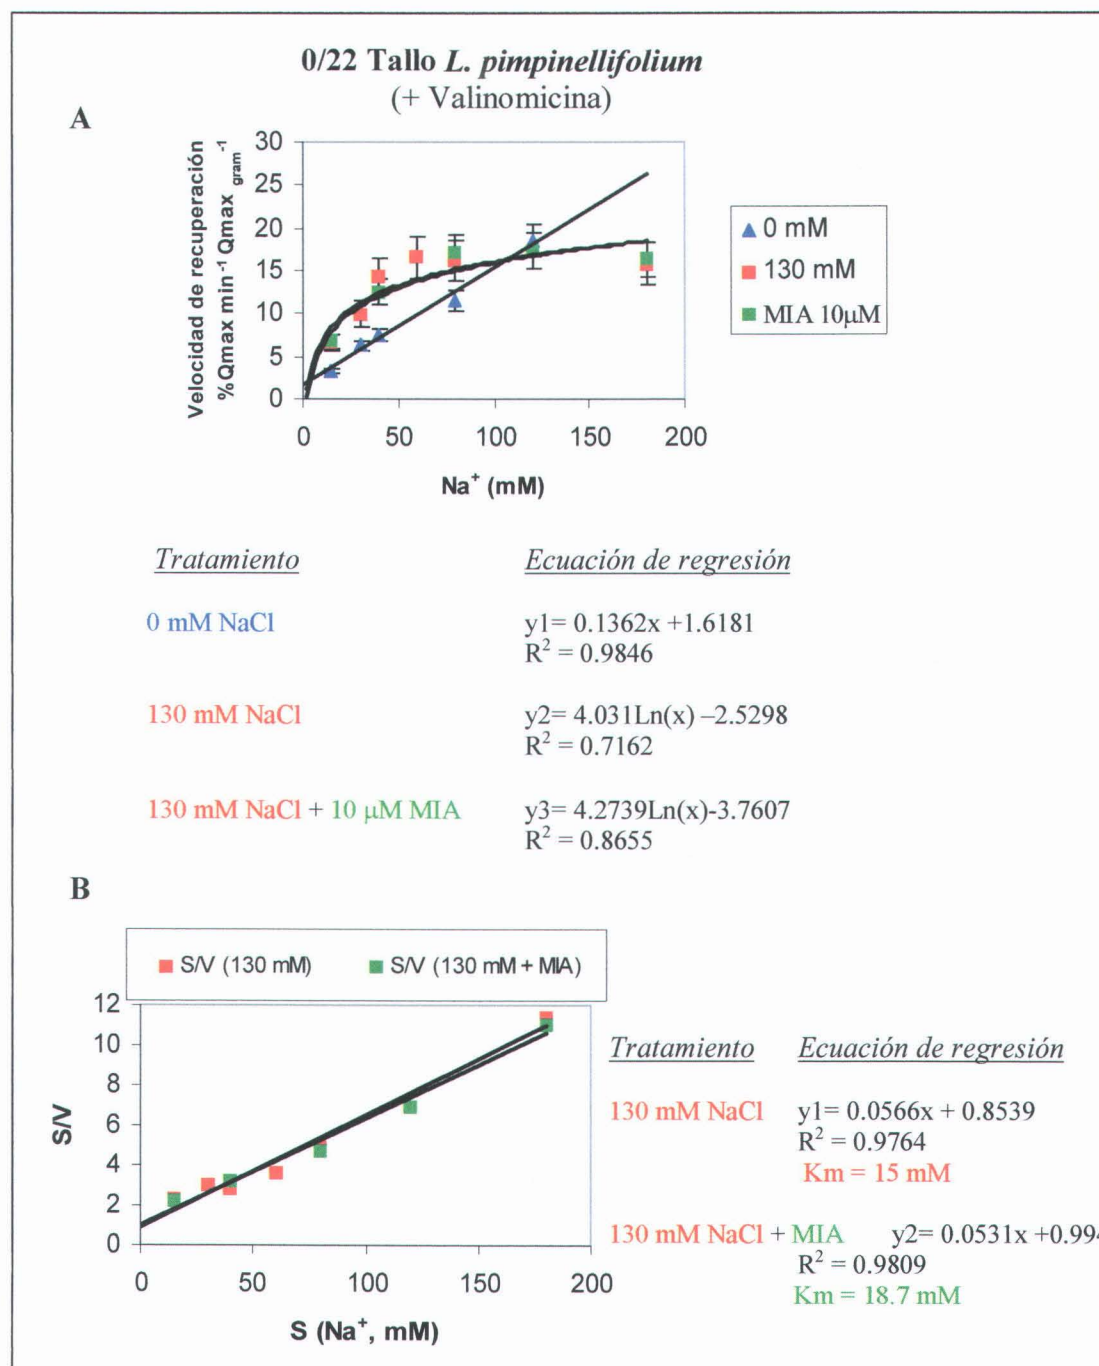 0/22 Tallo L. pimpinellifolium
(+ Valinomicina)
A
Velocidad de recuperación
%Qmax min⁻¹ Qmax gram⁻¹
30
25
20
15
10
5
0
0 50 100 150 200
Na⁺ (mM)
0 mM
130 mM
MIA 10µM
Tratamiento Ecuación de regresión
0 mM NaCl y1= 0.1362x +1.6181
R² = 0.9846
130 mM NaCl y2= 4.031Ln(x) –2.5298
R² = 0.7162
130 mM NaCl + 10 µM MIA y3= 4.2739Ln(x)-3.7607
R² = 0.8655
B
S/V (130 mM) S/V (130 mM + MIA)
S/V
12
10
8
6
4
2
0
0 50 100 150 200
S (Na⁺, mM)
Tratamiento Ecuación de regresión
130 mM NaCl y1= 0.0566x + 0.8539
R² = 0.9764
Km = 15 mM
130 mM NaCl + MIA y2= 0.0531x +0.994
R² = 0.9809
Km = 18.7 mM